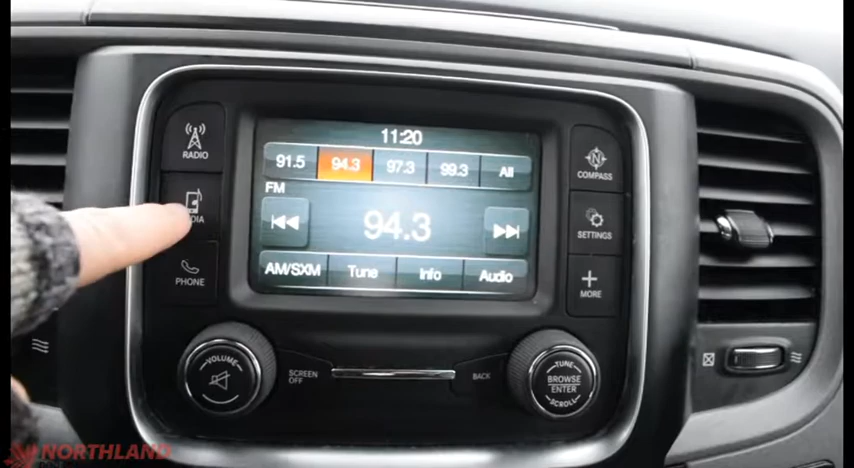 RADIO
DIA
PHONE
11:20
91.5 94.3 97.3 99.3 All
FM
94.3
AM/SXM Tune Info Audio
COMPASS
SETTINGS
MORE
VOLUME
SCREEN
OFF
BACK
TUNE
BROWSE
ENTER
SCROLL
NORTHLAND